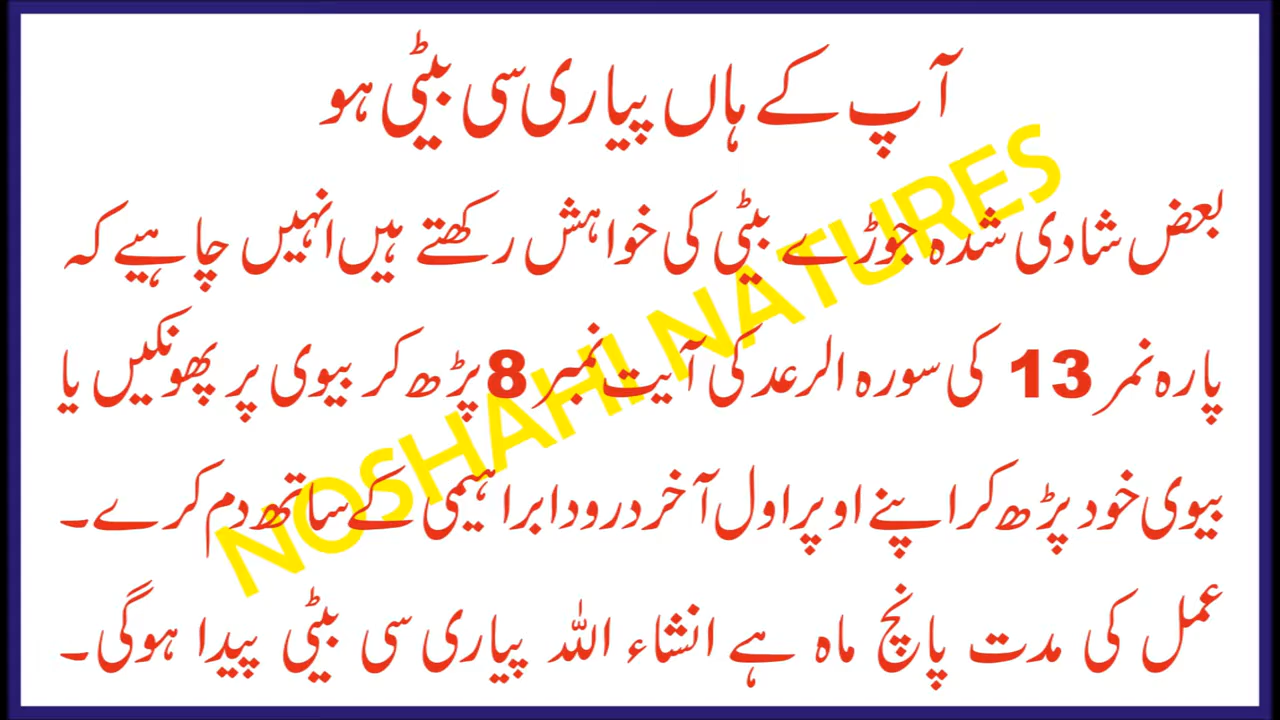 آپ کے ہاں پیاری سی بیٹی ہو
بعض شادی شدہ جوڑے بیٹی کی خواہش رکھتے ہیں انہیں چاہیے کہ
پارہ نمر 13 کی سورہ الرعد کی آیت نمبر 8 پڑھ کر بیوی پر پھونکیں یا
بیوی خود پڑھ کر اپنے اوپر اول آخر درود ابراہیمی کے ساتھ دم کرے۔
عمل کی مدت پانچ ماہ ہے انشاء اللہ پیاری سی بیٹی پیدا ہوگی۔
NOSHAHI NATURES